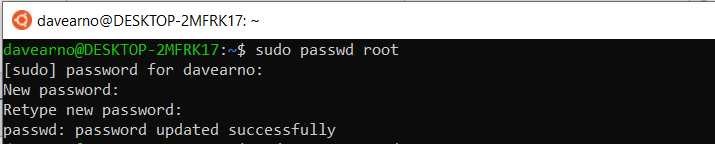 davearno@DESKTOP-2MFRK17: ~
davearno@DESKTOP-2MFRK17:~$ sudo passwd root
[sudo] password for davearno:
New password:
Retype new password:
passwd: password updated successfully